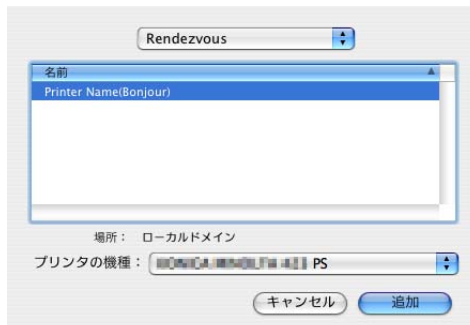 Rendezvous
名前
Printer Name(Bonjour)
場所： ローカルドメイン
プリンタの機種： PS
キャンセル 追加